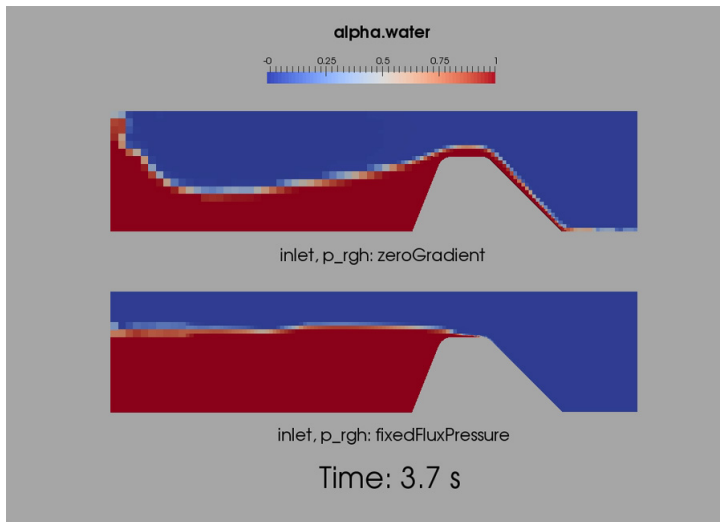 alpha.water
-0 0.25 0.5 0.75 1
inlet, p_rgh: zeroGradient
inlet, p_rgh: fixedFluxPressure
Time: 3.7 s